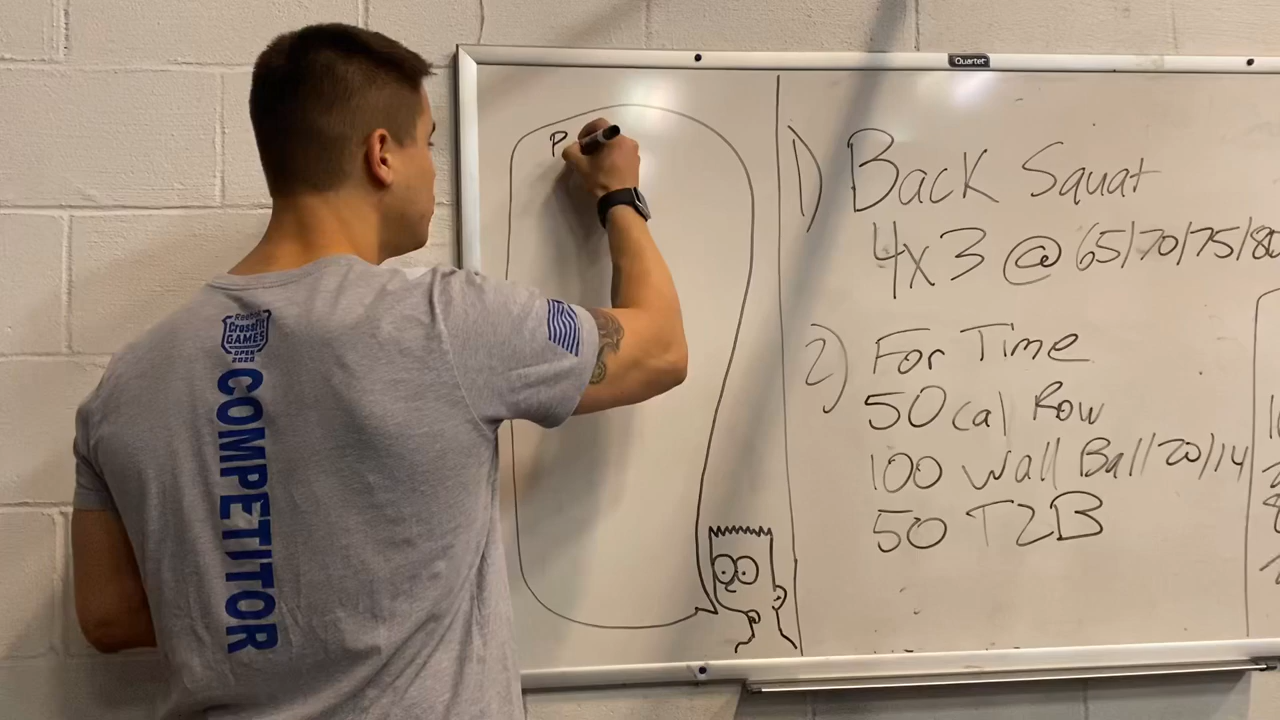 Quartet
P
1) Back Squat
4x3 @ 65/70/75/80
2) For Time
50 cal Row
100 Wall Ball 20/14
50 T2B
Reebok
CrossFit
GAMES
OPEN
2020
COMPETITOR